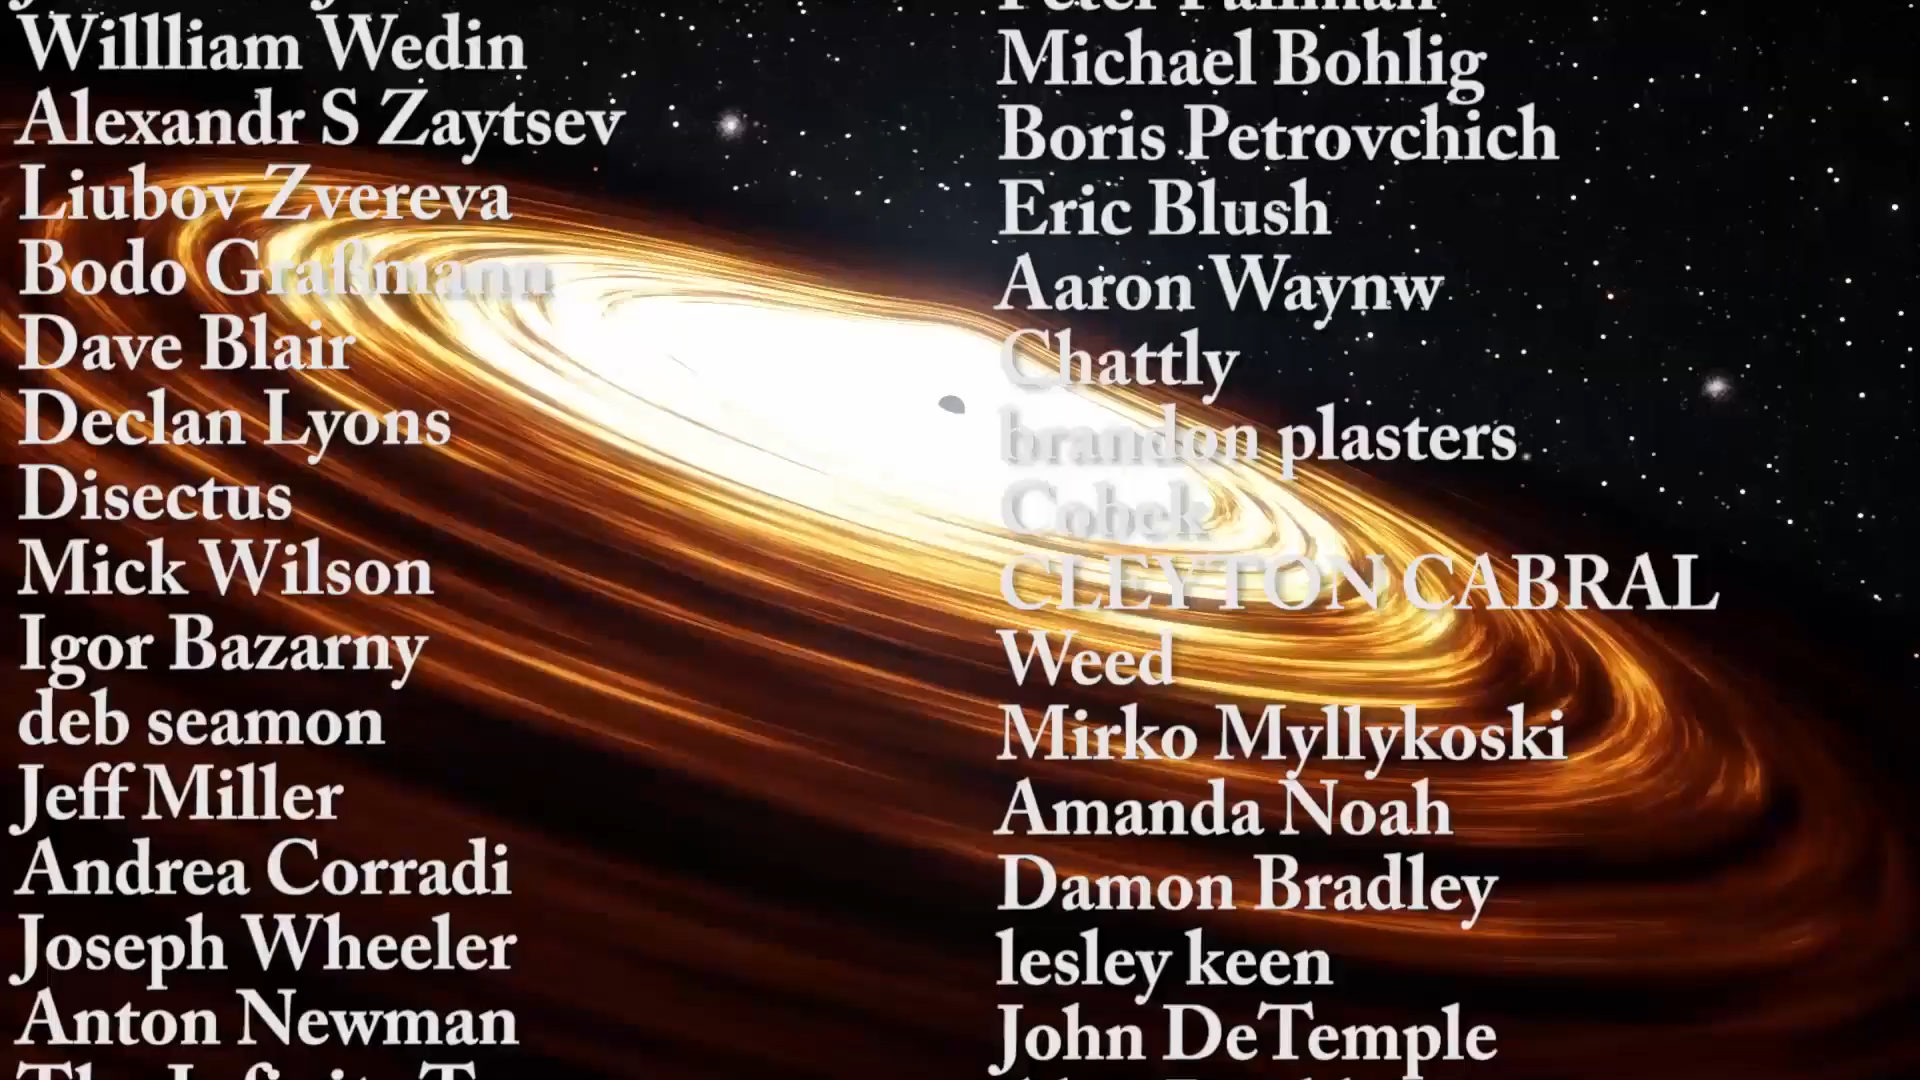 Willliam Wedin
Alexandr S Zaytsev
Liubov Zvereva
Bodo Graßmann
Dave Blair
Declan Lyons
Disectus
Mick Wilson
Igor Bazarny
deb seamon
Jeff Miller
Andrea Corradi
Joseph Wheeler
Anton Newman
Michael Bohlig
Boris Petrovchich
Eric Blush
Aaron Waynw
Chattly
brandon plasters
Cobek
CLEYTON CABRAL
Weed
Mirko Myllykoski
Amanda Noah
Damon Bradley
lesley keen
John DeTemple